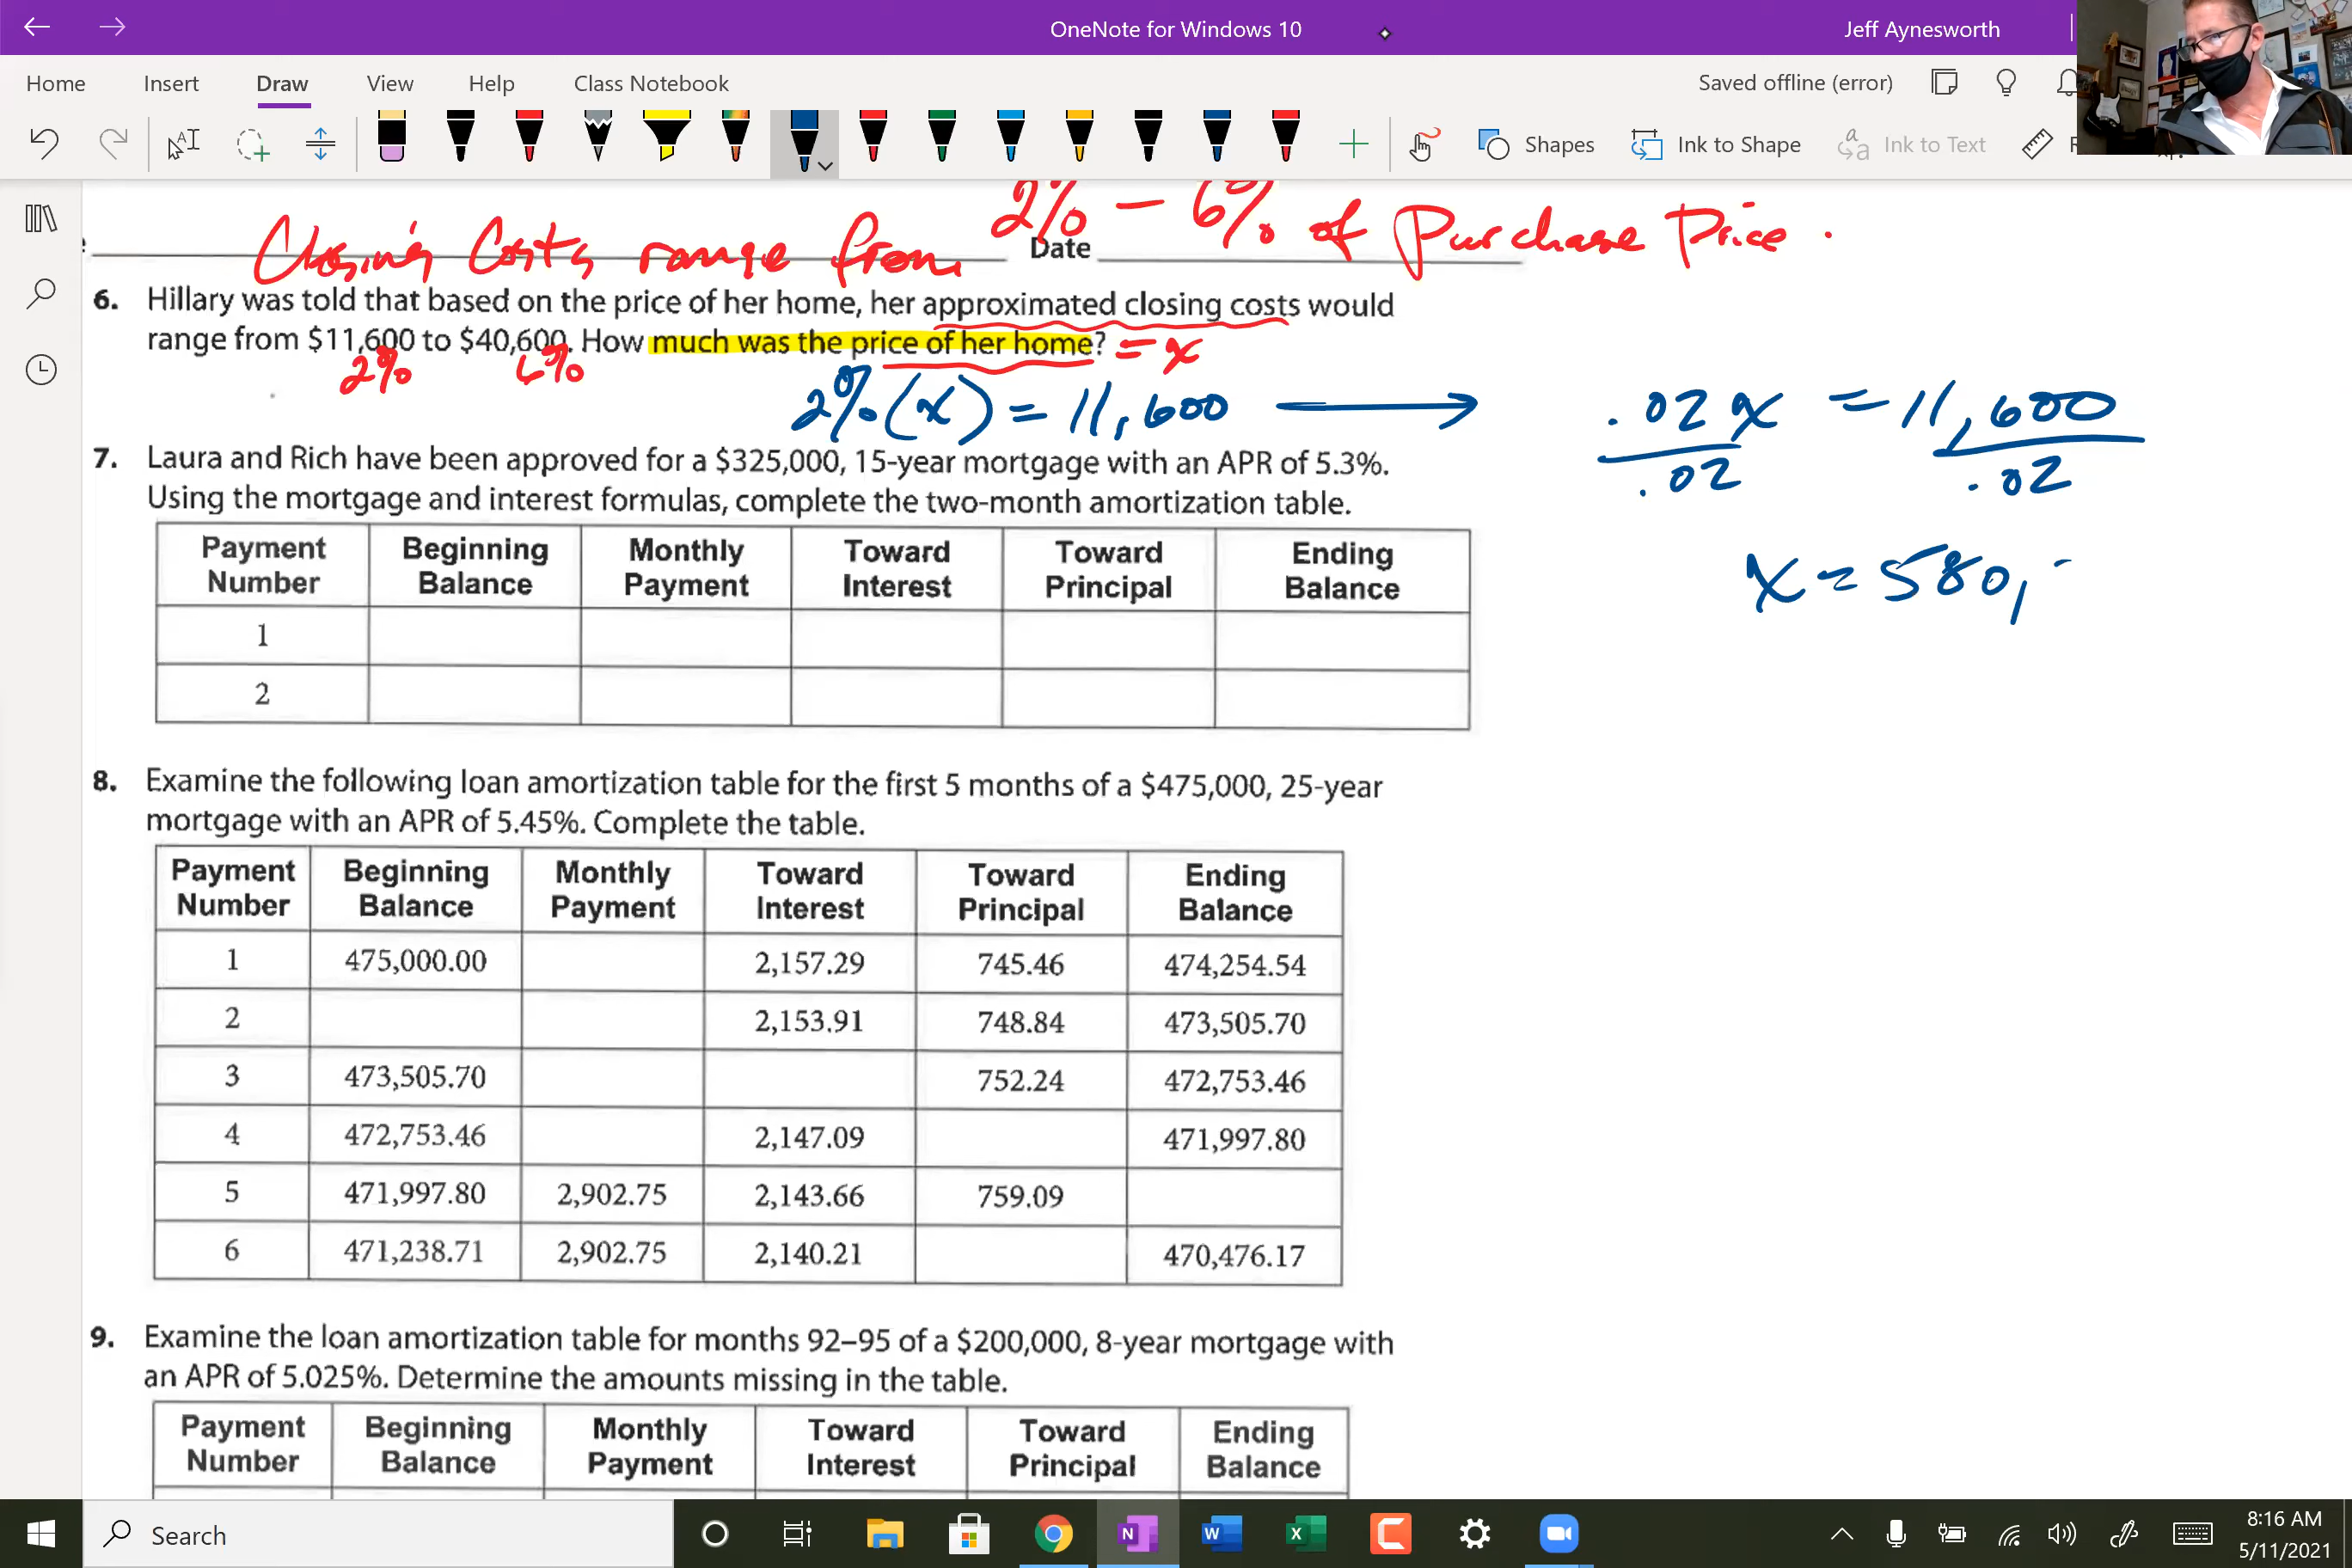 OneNote for Windows 10
Jeff Aynesworth
Home Insert Draw View Help Class Notebook
Saved offline (error)
Shapes Ink to Shape Ink to Text
Closing Costs range from 2% - 6% of Purchase Price.
Date
6. Hillary was told that based on the price of her home, her approximated closing costs would
range from $11,600 to $40,600. How much was the price of her home? = x
2% 6%
2%(x) = 11,600 .02x = 11,600
.02 .02
x = 580,
7. Laura and Rich have been approved for a $325,000, 15-year mortgage with an APR of 5.3%.
Using the mortgage and interest formulas, complete the two-month amortization table.
Payment Number Beginning Balance Monthly Payment Toward Interest Toward Principal Ending Balance
1
2
8. Examine the following loan amortization table for the first 5 months of a $475,000, 25-year
mortgage with an APR of 5.45%. Complete the table.
Payment Number Beginning Balance Monthly Payment Toward Interest Toward Principal Ending Balance
1 475,000.00 2,157.29 745.46 474,254.54
2 2,153.91 748.84 473,505.70
3 473,505.70 752.24 472,753.46
4 472,753.46 2,147.09 471,997.80
5 471,997.80 2,902.75 2,143.66 759.09
6 471,238.71 2,902.75 2,140.21 470,476.17
9. Examine the loan amortization table for months 92–95 of a $200,000, 8-year mortgage with
an APR of 5.025%. Determine the amounts missing in the table.
Payment Number Beginning Balance Monthly Payment Toward Interest Toward Principal Ending Balance
Search
8:16 AM
5/11/2021